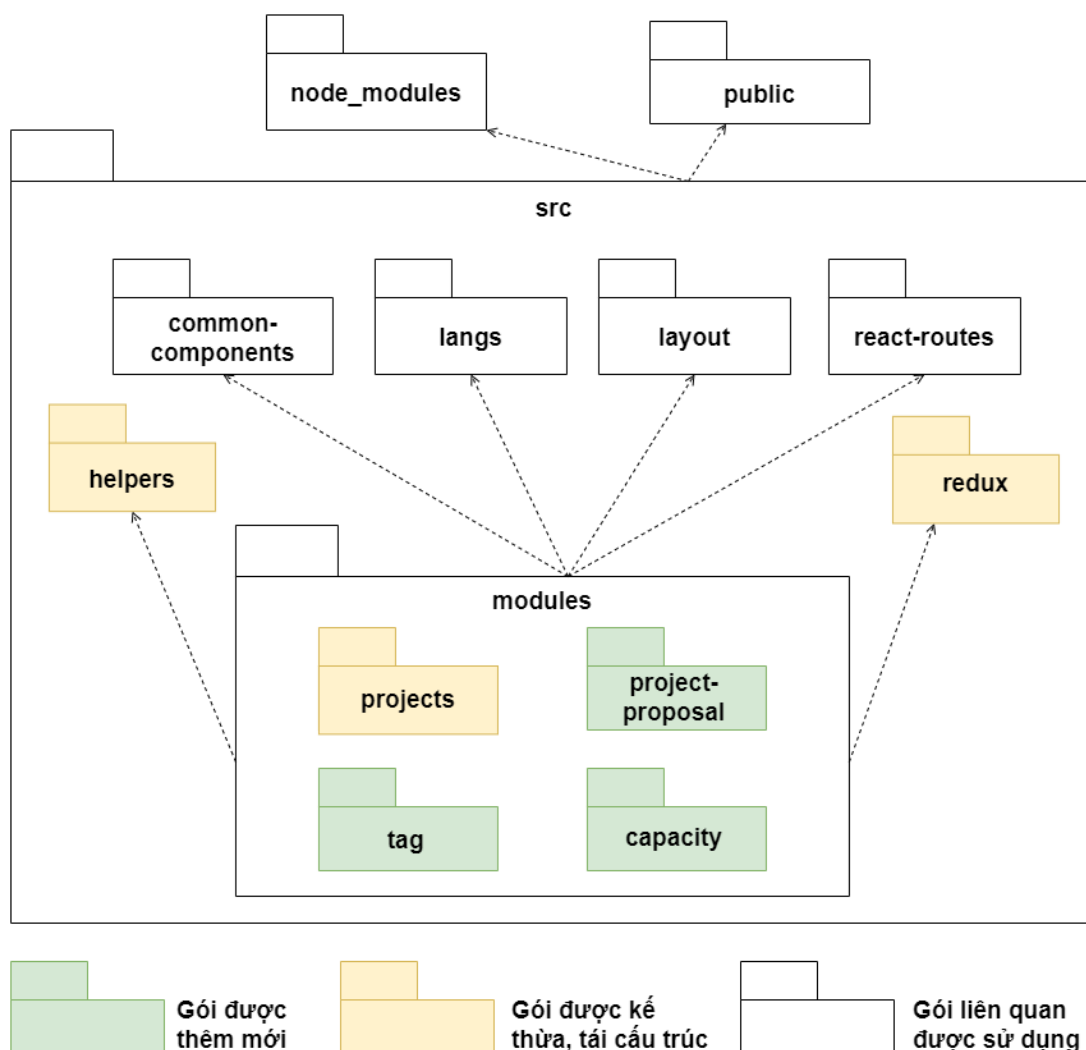 node_modules
public
src
common-
components
langs
layout
react-routes
helpers
redux
modules
projects
project-
proposal
tag
capacity
Gói được
thêm mới
Gói được kế
thừa, tái cấu trúc
Gói liên quan
được sử dụng